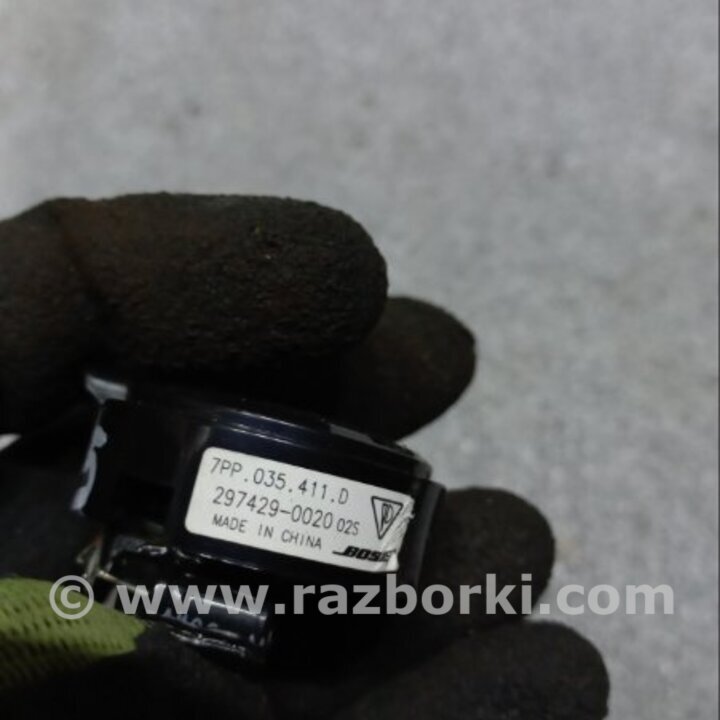 7PP.035.411.D
297429-0020 02S
MADE IN CHINA
BOSE
© www.razborki.com